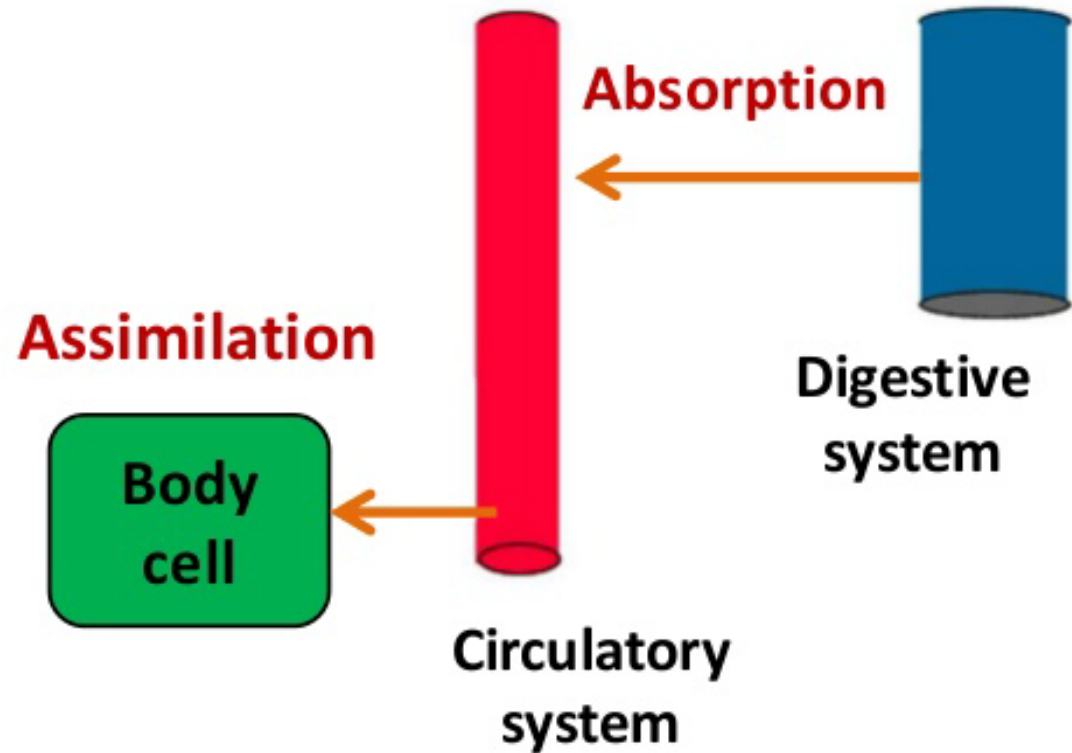 Absorption
Assimilation
Digestive
system
Body
cell
Circulatory
system